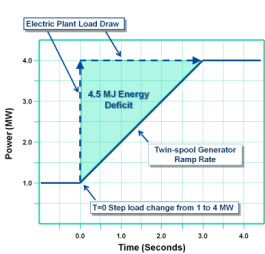 Electric Plant Load Draw
4.0
3.0
2.0
1.0
Power (MW)
4.5 MJ Energy
Deficit
Twin-spool Generator
Ramp Rate
T=0 Step load change from 1 to 4 MW
0.0 1.0 2.0 3.0 4.0
Time (Seconds)